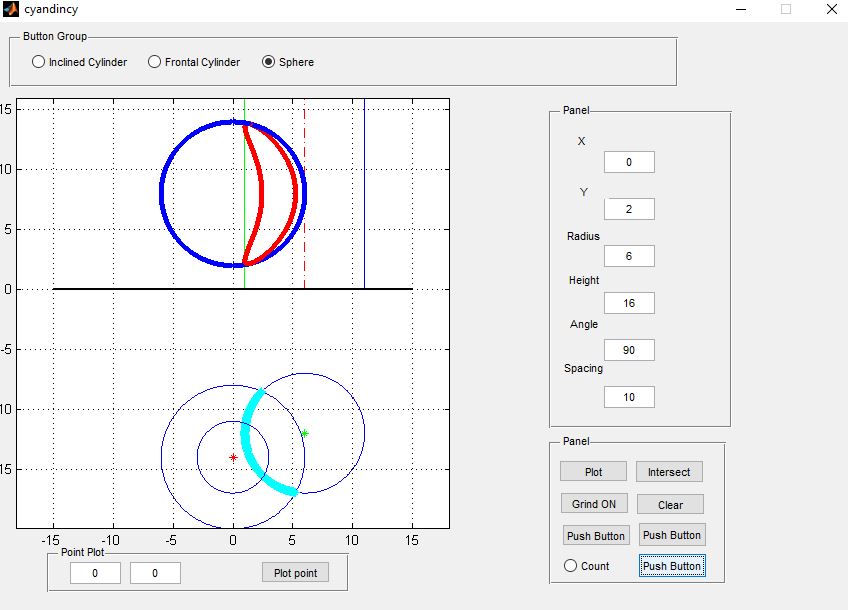 cyandincy
Button Group
Inclined Cylinder Frontal Cylinder Sphere
15
10
5
0
-5
-10
15
-15 -10 -5 0 5 10 15
Point Plot
0 0 Plot point
Panel
X
0
Y
2
Radius
6
Height
16
Angle
90
Spacing
10
Panel
Plot Intersect
Grind ON Clear
Push Button Push Button
Count Push Button